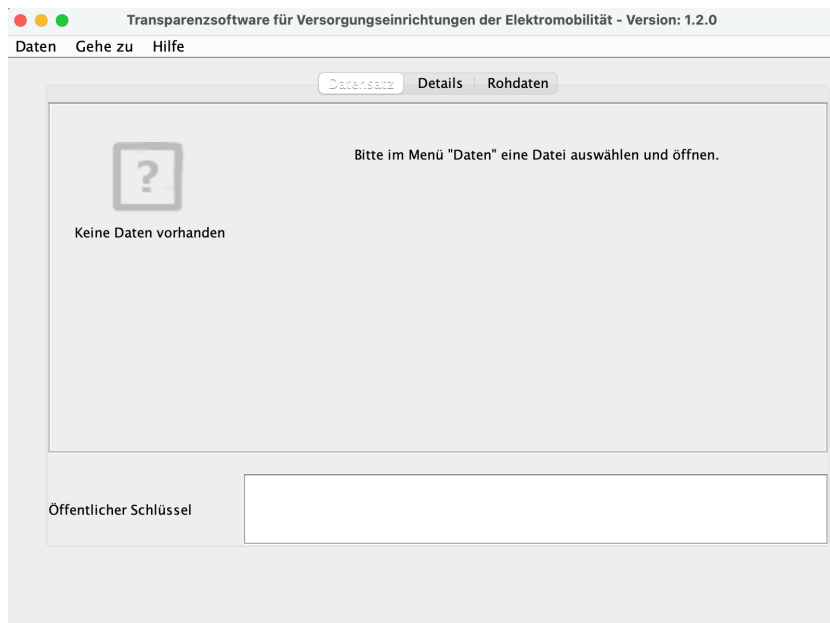 Transparenzsoftware für Versorgungseinrichtungen der Elektromobilität - Version: 1.2.0
Daten Gehe zu Hilfe
Datensatz Details Rohdaten
?
Bitte im Menü "Daten" eine Datei auswählen und öffnen.
Keine Daten vorhanden
Öffentlicher Schlüssel